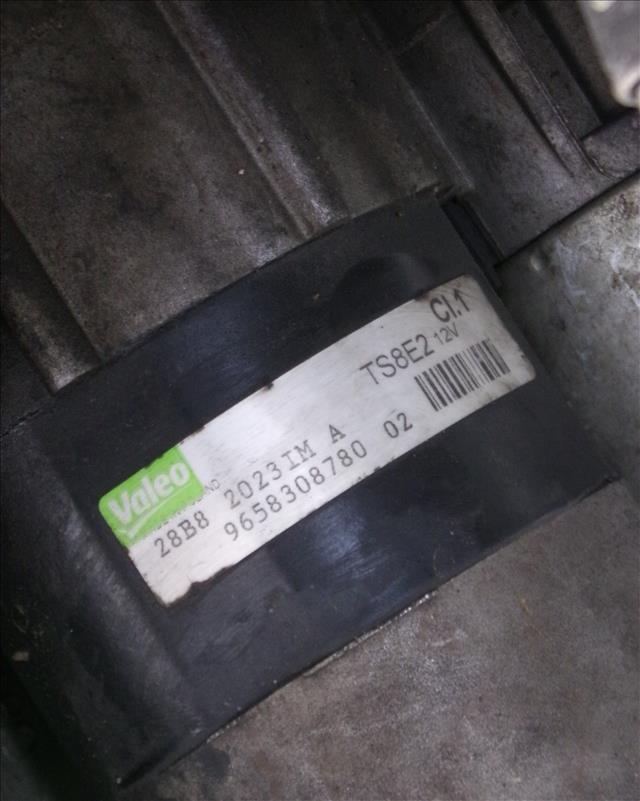 Valeo
TS8E2 12V Cl.1
28B8 2023IM A
9658308780 02